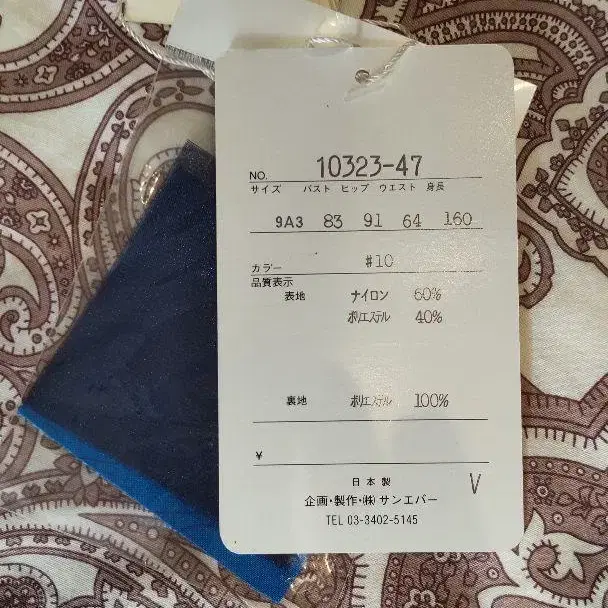 NO. 10323-47
サイズ バスト ヒップ ウエスト 身長
9A3 83 91 64 160
カラー #10
品質表示
表地 ナイロン 60%
ポリエステル 40%
裏地 ポリエステル 100%
¥
日本製
企画・製作・㈱サンエバー
TEL 03-3402-5145
V